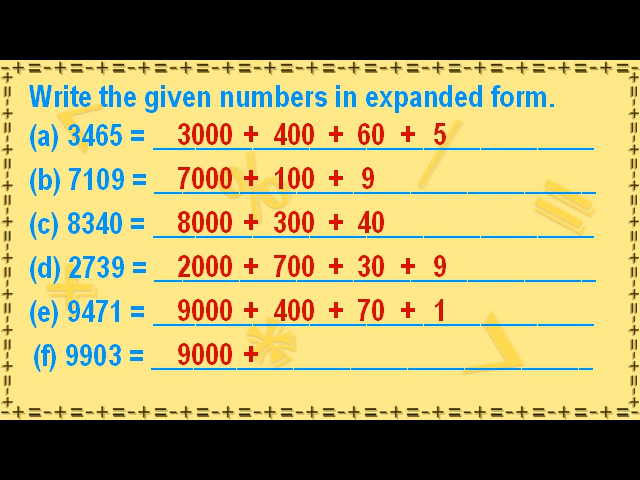 Write the given numbers in expanded form.
(a) 3465 = 3000 + 400 + 60 + 5
(b) 7109 = 7000 + 100 + 9
(c) 8340 = 8000 + 300 + 40
(d) 2739 = 2000 + 700 + 30 + 9
(e) 9471 = 9000 + 400 + 70 + 1
(f) 9903 = 9000 +